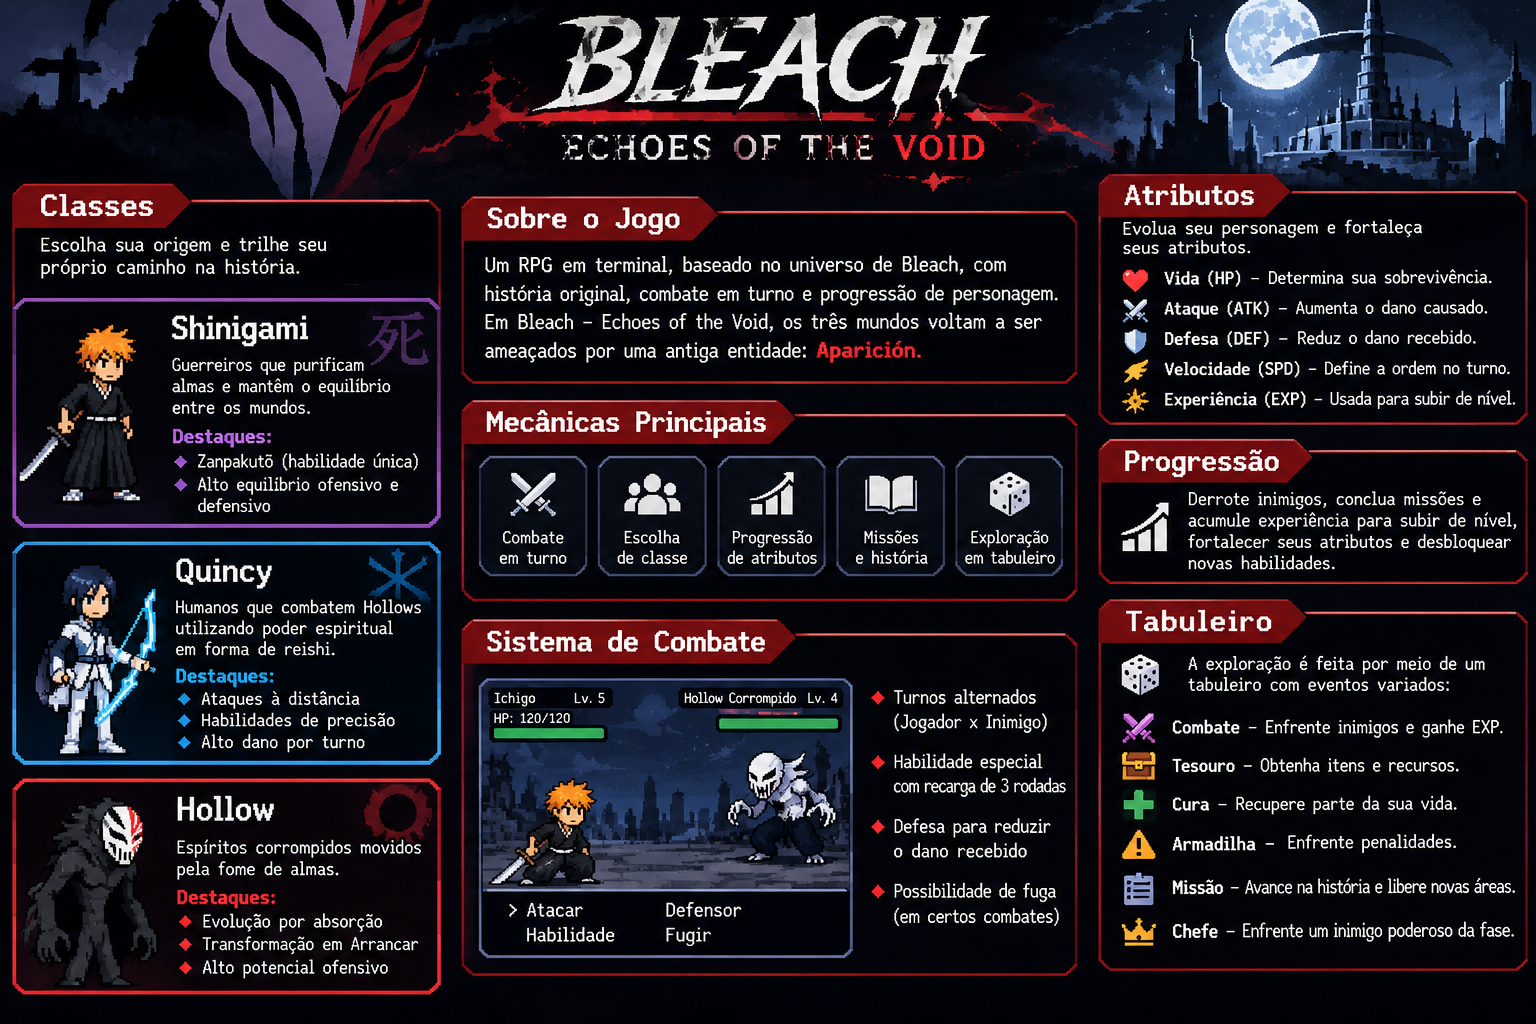 BLEACH
ECHOES OF THE VOID
Classes
Escolha sua origem e trilhe seu
próprio caminho na história.
Shinigami
死
Guerreiros que purificam
almas e mantêm o equilíbrio
entre os mundos.
Destaques:
Zanpakutō (habilidade única)
Alto equilíbrio ofensivo e
defensivo
Quincy
Humanos que combatem Hollows
utilizando poder espiritual
em forma de reishi.
Destaques:
Ataques à distância
Habilidades de precisão
Alto dano por turno
Hollow
Espíritos corrompidos movidos
pela fome de almas.
Destaques:
Evolução por absorção
Transformação em Arrancar
Alto potencial ofensivo
Sobre o Jogo
Um RPG em terminal, baseado no universo de Bleach, com
história original, combate em turno e progressão de personagem.
Em Bleach – Echoes of the Void, os três mundos voltam a ser
ameaçados por uma antiga entidade: Aparición.
Mecânicas Principais
Combate
em turno
Escolha
de classe
Progressão
de atributos
Missões
e história
Exploração
em tabuleiro
Sistema de Combate
Ichigo Lv. 5
HP: 120/120
Hollow Corrompido Lv. 4
> Atacar Defensor
Habilidade Fugir
Turnos alternados
(Jogador x Inimigo)
Habilidade especial
com recarga de 3 rodadas
Defesa para reduzir
o dano recebido
Possibilidade de fuga
(em certos combates)
Atributos
Evolua seu personagem e fortaleça
seus atributos.
Vida (HP) – Determina sua sobrevivência.
Ataque (ATK) – Aumenta o dano causado.
Defesa (DEF) – Reduz o dano recebido.
Velocidade (SPD) – Define a ordem no turno.
Experiência (EXP) – Usada para subir de nível.
Progressão
Derrote inimigos, conclua missões e
acumule experiência para subir de nível,
fortalecer seus atributos e desbloquear
novas habilidades.
Tabuleiro
A exploração é feita por meio de um
tabuleiro com eventos variados:
Combate – Enfrente inimigos e ganhe EXP.
Tesouro – Obtenha itens e recursos.
Cura – Recupere parte da sua vida.
Armadilha – Enfrente penalidades.
Missão – Avance na história e libere novas áreas.
Chefe – Enfrente um inimigo poderoso da fase.